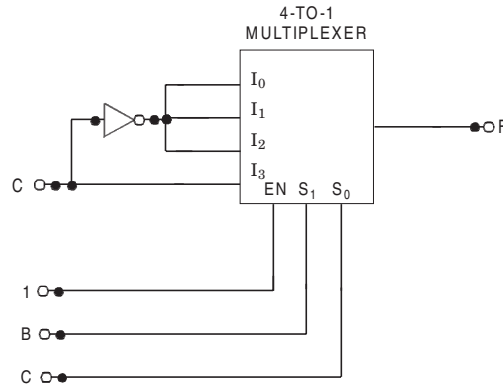 4-TO-1
MULTIPLEXER
I0
I1
I2
I3
C
EN S1 S0
F
1
B
C